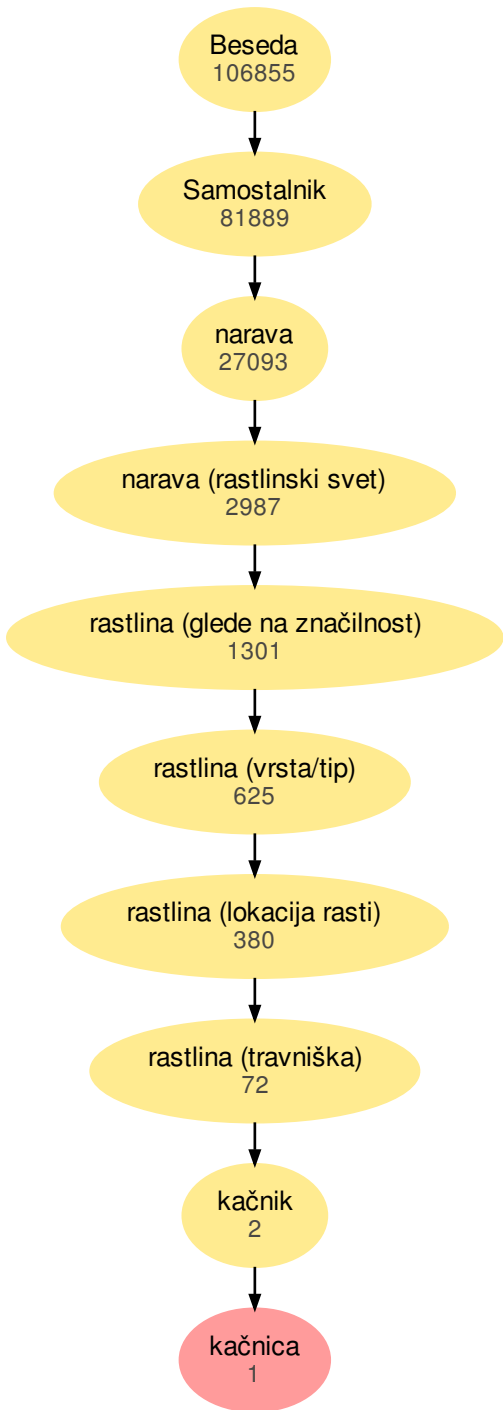 Beseda
106855
Samostalnik
81889
narava
27093
narava (rastlinski svet)
2987
rastlina (glede na značilnost)
1301
rastlina (vrsta/tip)
625
rastlina (lokacija rasti)
380
rastlina (travniška)
72
kačnik
2
kačnica
1